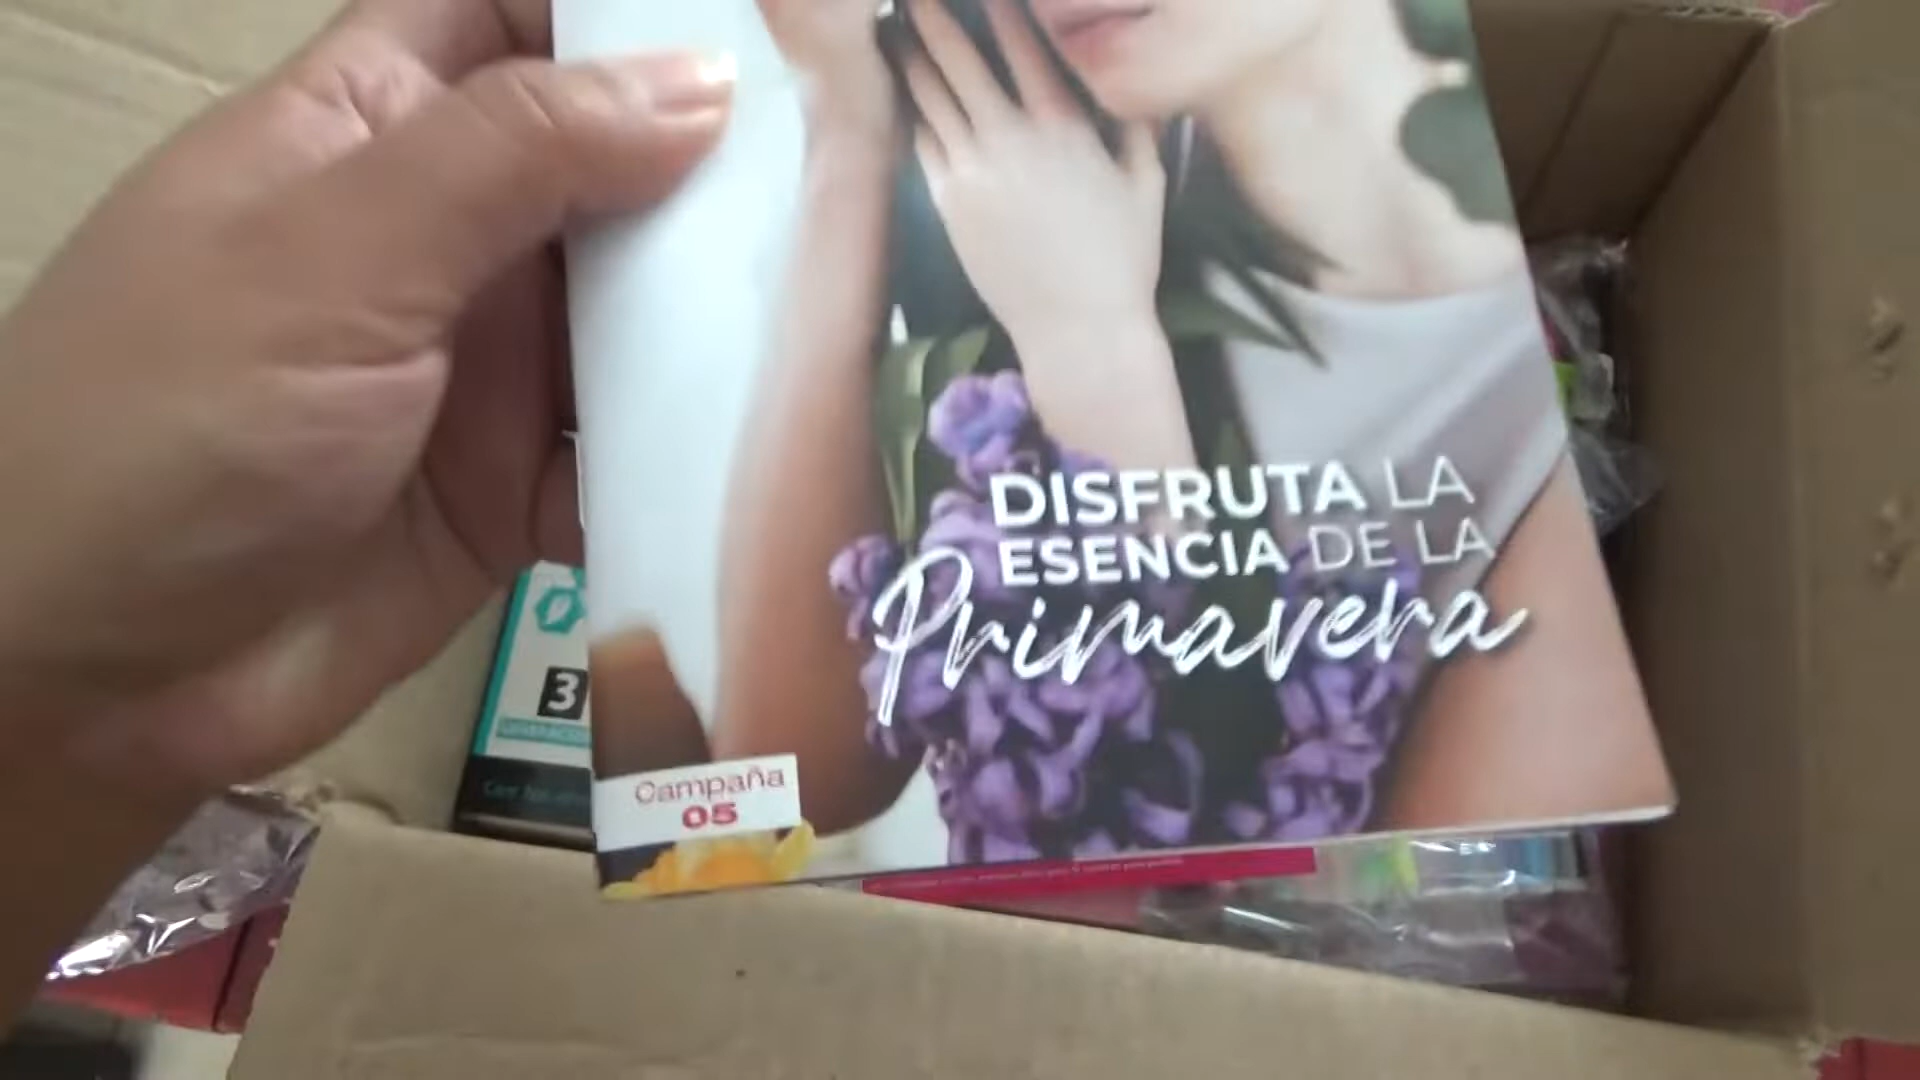 DISFRUTA LA
ESENCIA DE LA
Primavera
Campaña
05
3